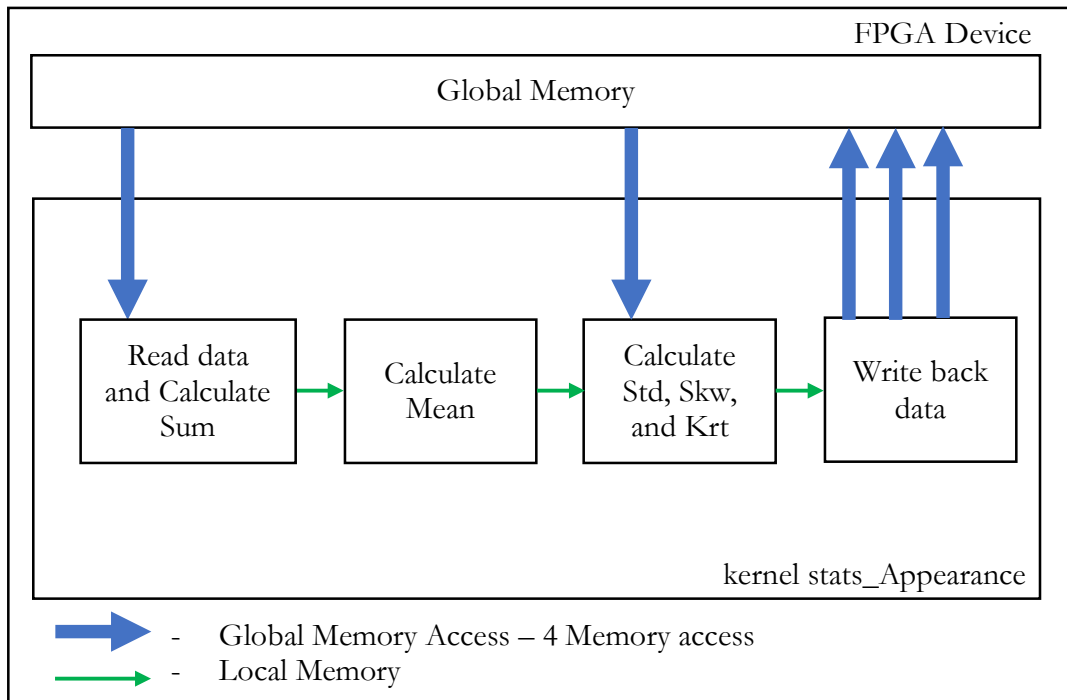 FPGA Device
Global Memory
Read data
and Calculate
Sum
Calculate
Mean
Calculate
Std, Skw,
and Krt
Write back
data
kernel stats_Appearance
- Global Memory Access – 4 Memory access
- Local Memory